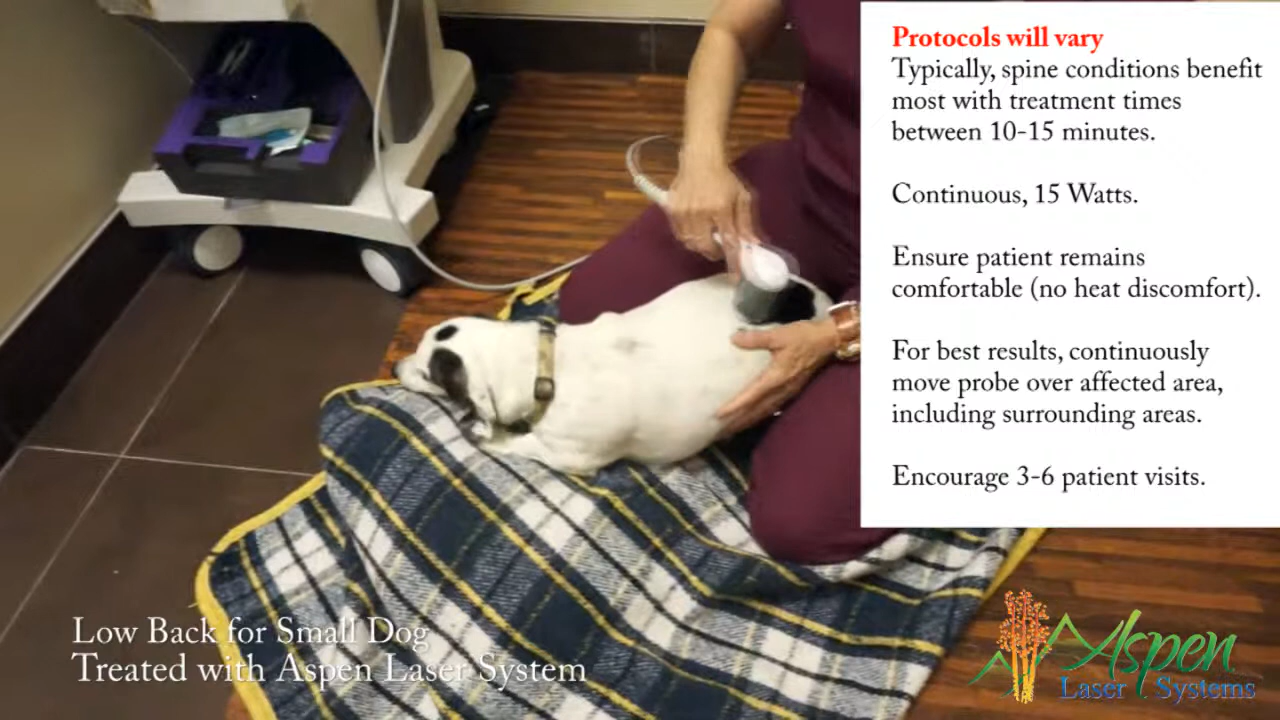 Protocols will vary
Typically, spine conditions benefit
most with treatment times
between 10-15 minutes.
Continuous, 15 Watts.
Ensure patient remains
comfortable (no heat discomfort).
For best results, continuously
move probe over affected area,
including surrounding areas.
Encourage 3-6 patient visits.
Low Back for Small Dog
Treated with Aspen Laser System
Aspen
Laser Systems